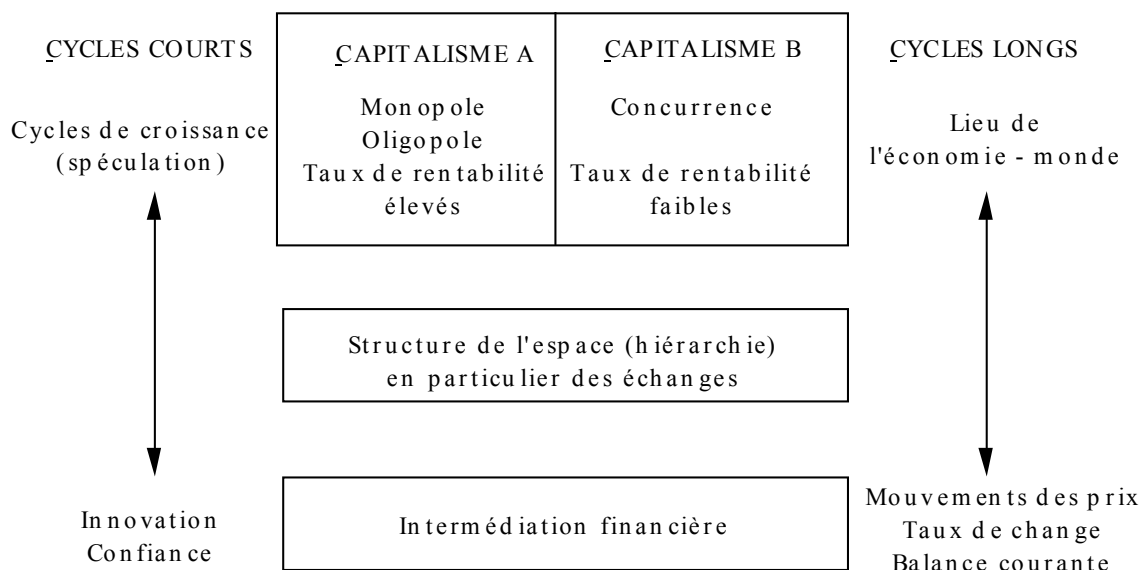 CYCLES COURTS
Cycles de croissance
(spéculation)
Innovation
Confiance
CAPITALISME A
Monopole
Oligopole
Taux de rentabilité
élevés
CAPITALISME B
Concurrence
Taux de rentabilité
faibles
Structure de l'espace (hiérarchie)
en particulier des échanges
Intermédiation financière
CYCLES LONGS
Lieu de
l'économie - monde
Mouvements des prix
Taux de change
Balance courante